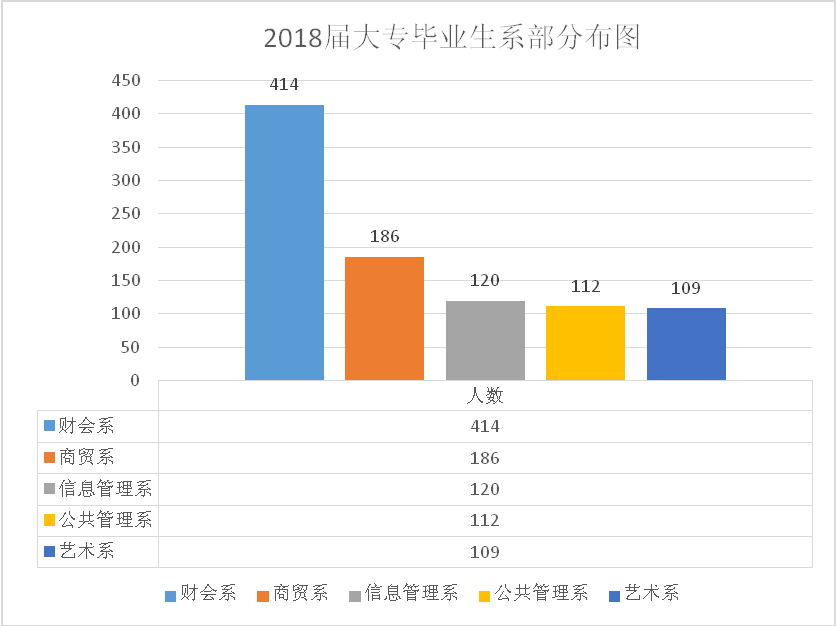 2018届大专毕业生系部分布图
450
400
350
300
250
200
150
100
50
0
414
186
120
112
109
人数
财会系 414
商贸系 186
信息管理系 120
公共管理系 112
艺术系 109
财会系 商贸系 信息管理系 公共管理系 艺术系